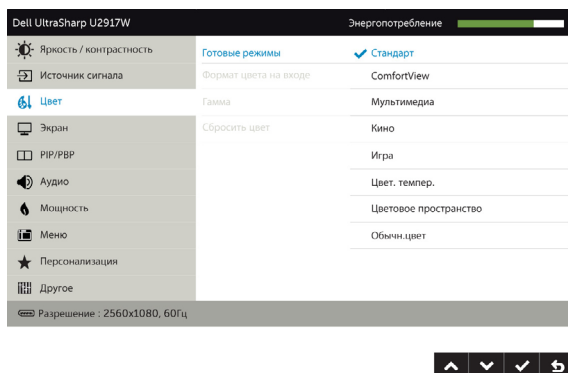 Dell UltraSharp U2917W Энергопотребление
Яркость / контрастность Готовые режимы Стандарт
Источник сигнала Формат цвета на входе ComfortView
Цвет Гамма Мультимедиа
Экран Сбросить цвет Кино
PIP/PBP Игра
Аудио Цвет. темпер.
Мощность Цветовое пространство
Меню Обычн.цвет
Персонализация
Другое
Разрешение : 2560x1080, 60Гц